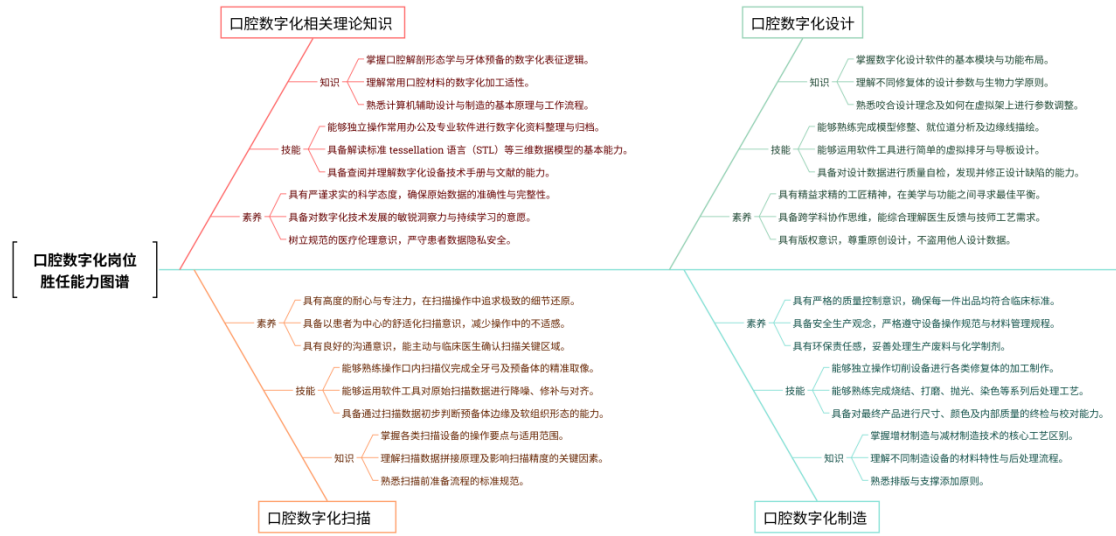 口腔数字化岗位
胜任能力图谱
口腔数字化相关理论知识
知识
掌握口腔解剖形态学与牙体预备的数字化表征逻辑。
理解常用口腔材料的数字化加工适性。
熟悉计算机辅助设计与制造的基本原理与工作流程。
技能
能够独立操作常用办公及专业软件进行数字化资料整理与归档。
具备解读标准 tessellation 语言（STL）等三维数据模型的基本能力。
具备查阅并理解数字化设备技术手册与文献的能力。
素养
具有严谨求实的科学态度，确保原始数据的准确性与完整性。
具备对数字化技术发展的敏锐洞察力与持续学习的意愿。
树立规范的医疗伦理意识，严守患者数据隐私安全。
口腔数字化设计
知识
掌握数字化设计软件的基本模块与功能布局。
理解不同修复体的设计参数与生物力学原则。
熟悉咬合设计理念及如何在虚拟架上进行参数调整。
技能
能够熟练完成模型修整、就位道分析及边缘线描绘。
能够运用软件工具进行简单的虚拟排牙与导板设计。
具备对设计数据进行质量自检，发现并修正设计缺陷的能力。
素养
具有精益求精的工匠精神，在美学与功能之间寻求最佳平衡。
具备跨学科协作思维，能综合理解医生反馈与技师工艺需求。
具有版权意识，尊重原创设计，不盗用他人设计数据。
素养
具有高度的耐心与专注力，在扫描操作中追求极致的细节还原。
具备以患者为中心的舒适化扫描意识，减少操作中的不适感。
具有良好的沟通意识，能主动与临床医生确认扫描关键区域。
技能
能够熟练操作口内扫描仪完成全牙弓及预备体的精准取像。
能够运用软件工具对原始扫描数据进行降噪、修补与对齐。
具备通过扫描数据初步判断预备体边缘及软组织形态的能力。
知识
掌握各类扫描设备的操作要点与适用范围。
理解扫描数据拼接原理及影响扫描精度的关键因素。
熟悉扫描前准备流程的标准规范。
口腔数字化扫描
素养
具有严格的质量控制意识，确保每一件出品均符合临床标准。
具备安全生产观念，严格遵守设备操作规范与材料管理规程。
具有环保责任感，妥善处理生产废料与化学制剂。
技能
能够独立操作切削设备进行各类修复体的加工制作。
能够熟练完成烧结、打磨、抛光、染色等系列后处理工艺。
具备对最终产品进行尺寸、颜色及内部质量的终检与校对能力。
知识
掌握增材制造与减材制造技术的核心工艺区别。
理解不同制造设备的材料特性与后处理流程。
熟悉排版与支撑添加原则。
口腔数字化制造